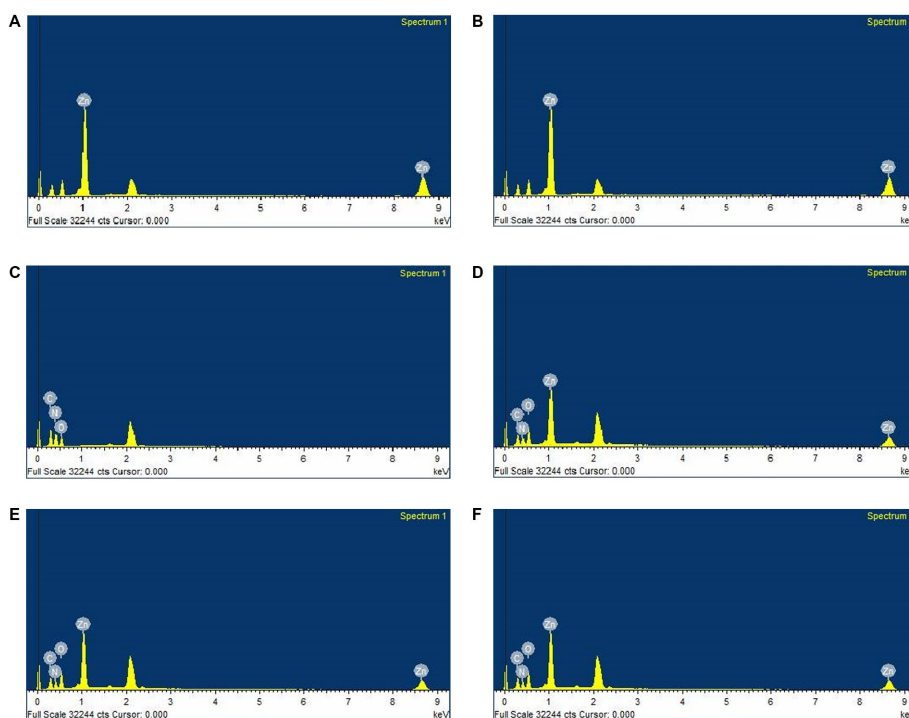 A
Spectrum 1
Zn
Zn
0 1 2 3 4 5 6 7 8 9
Full Scale 32244 cts Cursor: 0.000 keV
B
Spectrum
Zn
Zn
0 1 2 3 4 5 6 7 8 9
Full Scale 32244 cts Cursor: 0.000 ke
C
Spectrum 1
C
N
O
0 1 2 3 4 5 6 7 8 9
Full Scale 32244 cts Cursor: 0.000 keV
D
Spectrum
Zn
O
C
N
Zn
0 1 2 3 4 5 6 7 8 9
Full Scale 32244 cts Cursor: 0.000 ke
E
Spectrum 1
Zn
O
C
N
Zn
0 1 2 3 4 5 6 7 8 9
Full Scale 32244 cts Cursor: 0.000 keV
F
Spectrum
Zn
O
C
N
Zn
0 1 2 3 4 5 6 7 8 9
Full Scale 32244 cts Cursor: 0.000 ke